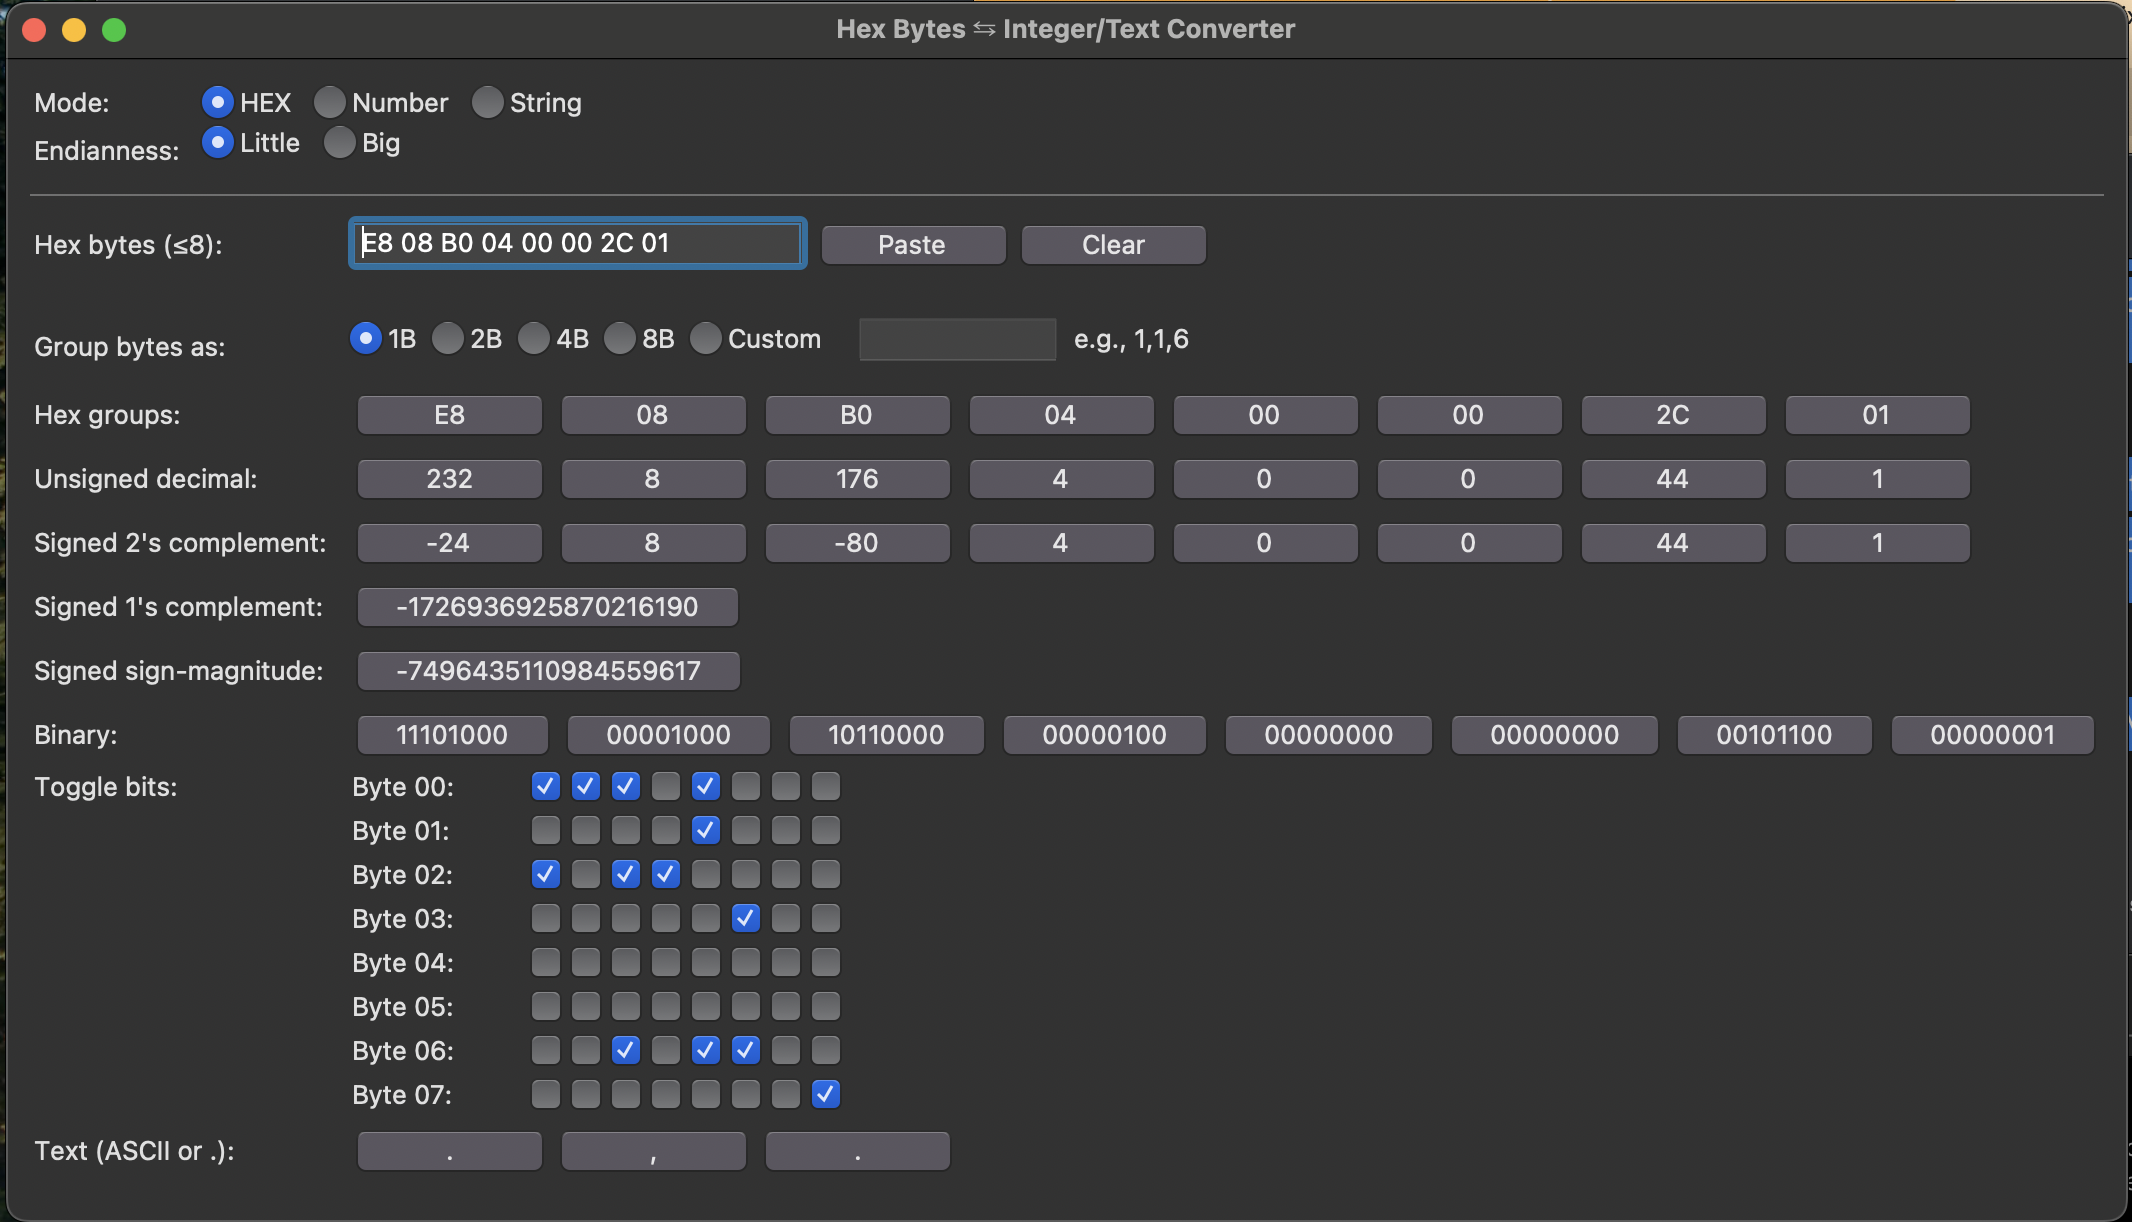 Hex Bytes ⇆ Integer/Text Converter
Mode: HEX Number String
Endianness: Little Big
Hex bytes (≤8): E8 08 B0 04 00 00 2C 01 Paste Clear
Group bytes as: 1B 2B 4B 8B Custom e.g., 1,1,6
Hex groups: E8 08 B0 04 00 00 2C 01
Unsigned decimal: 232 8 176 4 0 0 44 1
Signed 2's complement: -24 8 -80 4 0 0 44 1
Signed 1's complement: -1726936925870216190
Signed sign-magnitude: -7496435110984559617
Binary: 11101000 00001000 10110000 00000100 00000000 00000000 00101100 00000001
Toggle bits: Byte 00:
Byte 01:
Byte 02:
Byte 03:
Byte 04:
Byte 05:
Byte 06:
Byte 07:
Text (ASCII or .): . , .